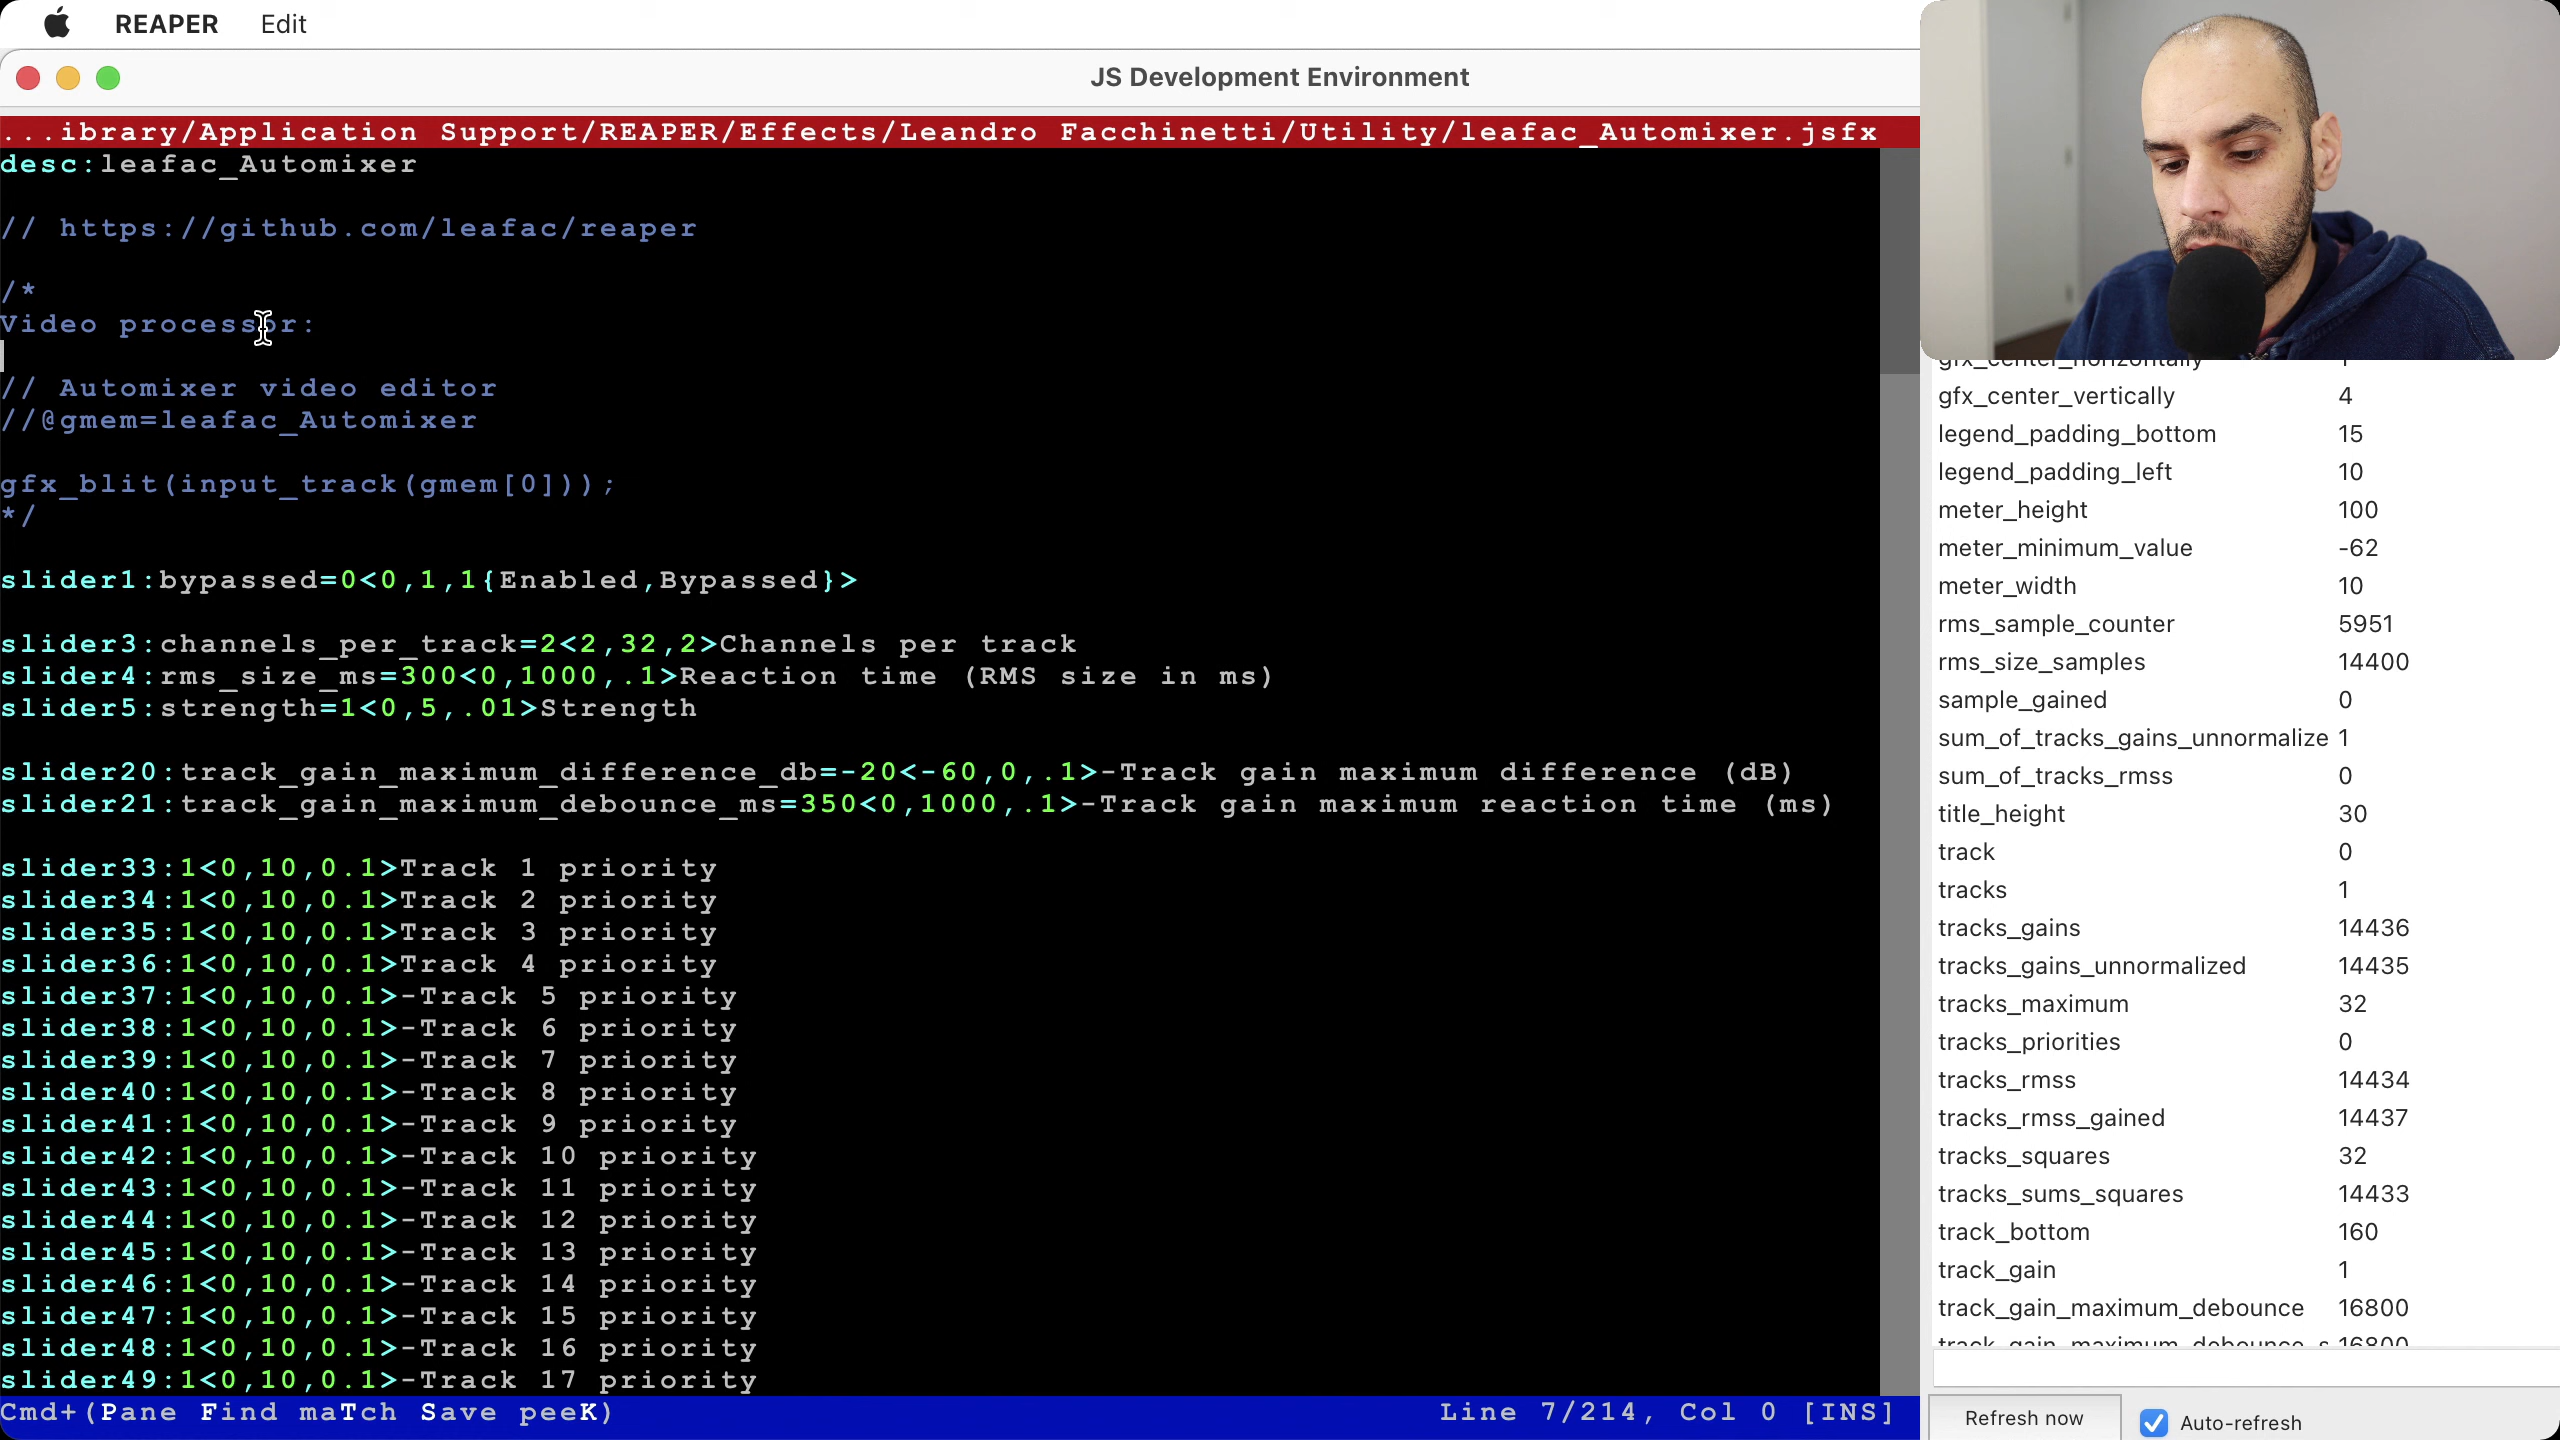 REAPER Edit
JS Development Environment
...ibrary/Application Support/REAPER/Effects/Leandro Facchinetti/Utility/leafac_Automixer.jsfx
desc:leafac_Automixer
// https://github.com/leafac/reaper
/*
Video processor:
// Automixer video editor
//@gmem=leafac_Automixer
gfx_blit(input_track(gmem[0]));
*/
slider1:bypassed=0<0,1,1{Enabled,Bypassed}>
slider3:channels_per_track=2<2,32,2>Channels per track
slider4:rms_size_ms=300<0,1000,.1>Reaction time (RMS size in ms)
slider5:strength=1<0,5,.01>Strength
slider20:track_gain_maximum_difference_db=-20<-60,0,.1>-Track gain maximum difference (dB)
slider21:track_gain_maximum_debounce_ms=350<0,1000,.1>-Track gain maximum reaction time (ms)
slider33:1<0,10,0.1>Track 1 priority
slider34:1<0,10,0.1>Track 2 priority
slider35:1<0,10,0.1>Track 3 priority
slider36:1<0,10,0.1>Track 4 priority
slider37:1<0,10,0.1>-Track 5 priority
slider38:1<0,10,0.1>-Track 6 priority
slider39:1<0,10,0.1>-Track 7 priority
slider40:1<0,10,0.1>-Track 8 priority
slider41:1<0,10,0.1>-Track 9 priority
slider42:1<0,10,0.1>-Track 10 priority
slider43:1<0,10,0.1>-Track 11 priority
slider44:1<0,10,0.1>-Track 12 priority
slider45:1<0,10,0.1>-Track 13 priority
slider46:1<0,10,0.1>-Track 14 priority
slider47:1<0,10,0.1>-Track 15 priority
slider48:1<0,10,0.1>-Track 16 priority
slider49:1<0,10,0.1>-Track 17 priority
Cmd+(Pane Find maTch Save peeK) Line 7/214, Col 0 [INS]
gfx_center_horizontally
gfx_center_vertically 4
legend_padding_bottom 15
legend_padding_left 10
meter_height 100
meter_minimum_value -62
meter_width 10
rms_sample_counter 5951
rms_size_samples 14400
sample_gained 0
sum_of_tracks_gains_unnormalize 1
sum_of_tracks_rmss 0
title_height 30
track 0
tracks 1
tracks_gains 14436
tracks_gains_unnormalized 14435
tracks_maximum 32
tracks_priorities 0
tracks_rmss 14434
tracks_rmss_gained 14437
tracks_squares 32
tracks_sums_squares 14433
track_bottom 160
track_gain 1
track_gain_maximum_debounce 16800
track_gain_maximum_debounce_s 16800
Refresh now Auto-refresh